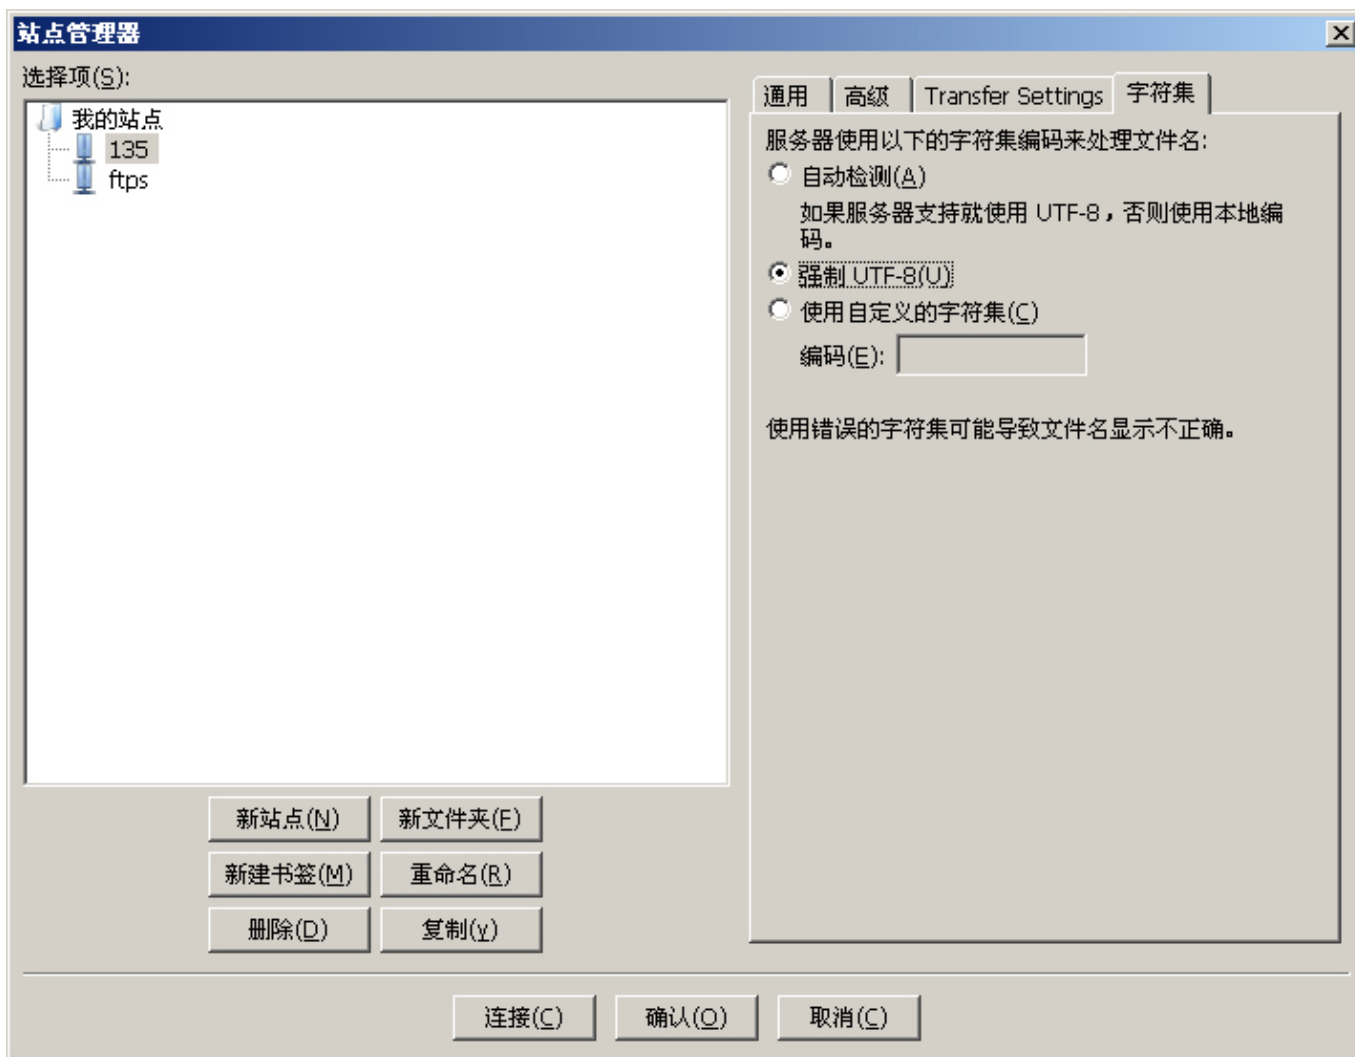 站点管理器
选择项(S):
我的站点
135
ftps
新站点(N)
新文件夹(F)
新建书签(M)
重命名(R)
删除(D)
复制(y)
通用
高级
Transfer Settings
字符集
服务器使用以下的字符集编码来处理文件名:
自动检测(A)
如果服务器支持就使用 UTF-8，否则使用本地编
码。
强制 UTF-8(U)
使用自定义的字符集(C)
编码(E):
使用错误的字符集可能导致文件名显示不正确。
连接(C)
确认(O)
取消(C)